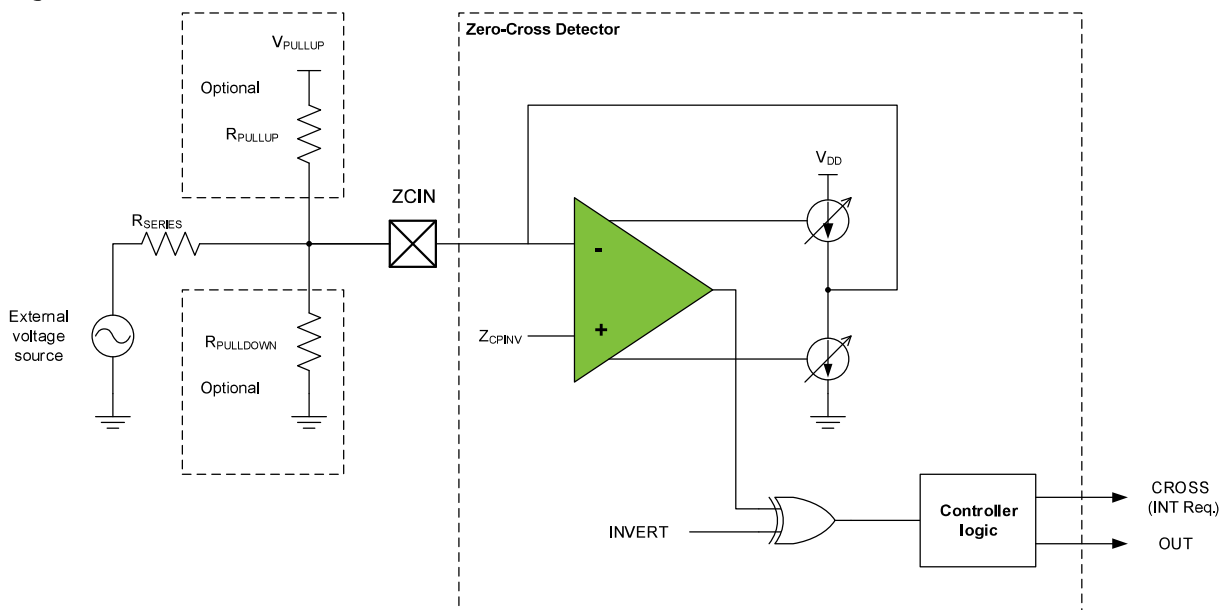 Zero-Cross Detector
VPULLUP
Optional
RPULLUP
ZCIN
RSERIES
VDD
-
+
External
voltage
source
RPULLDOWN
Optional
ZCPINV
INVERT
Controller
logic
CROSS
(INT Req.)
OUT